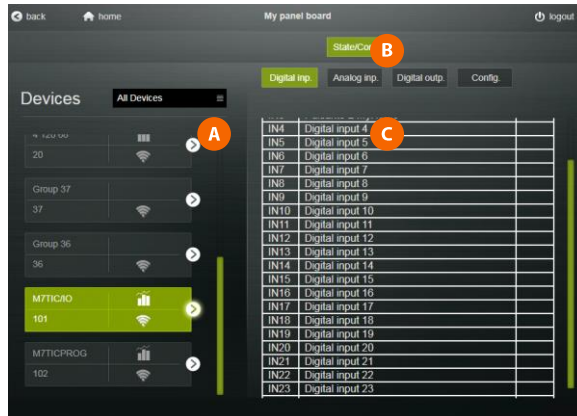 back home My panel board logout
State/Con B
Digital inp. Analog inp. Digital outp. Config.
Devices All Devices
A
20
Group 37
37
Group 36
36
M7TIC/IO
101
M7TICPROG
102
C
IN4 Digital input 4
IN5 Digital input 5
IN6 Digital input 6
IN7 Digital input 7
IN8 Digital input 8
IN9 Digital input 9
IN10 Digital input 10
IN11 Digital input 11
IN12 Digital input 12
IN13 Digital input 13
IN14 Digital input 14
IN15 Digital input 15
IN16 Digital input 16
IN17 Digital input 17
IN18 Digital input 18
IN19 Digital input 19
IN20 Digital input 20
IN21 Digital input 21
IN22 Digital input 22
IN23 Digital input 23